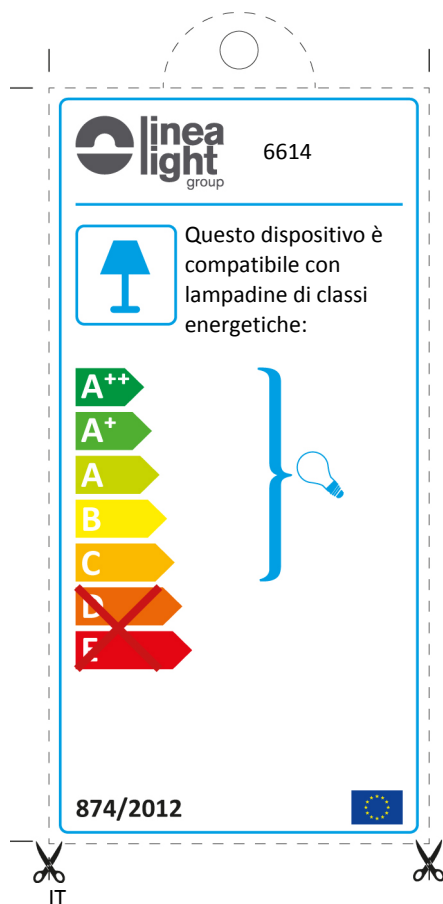 linea
light
group
6614
Questo dispositivo è
compatibile con
lampadine di classi
energetiche:
A++
A+
A
B
C
D
E
874/2012
IT